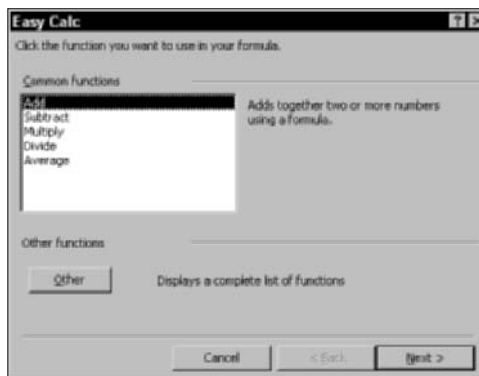 Easy Calc
Click the function you want to use in your formula.
Common functions
Add
Subtract
Multiply
Divide
Average
Adds together two or more numbers
using a formula.
Other functions
Other
Displays a complete list of functions
Cancel
< Back
Next >